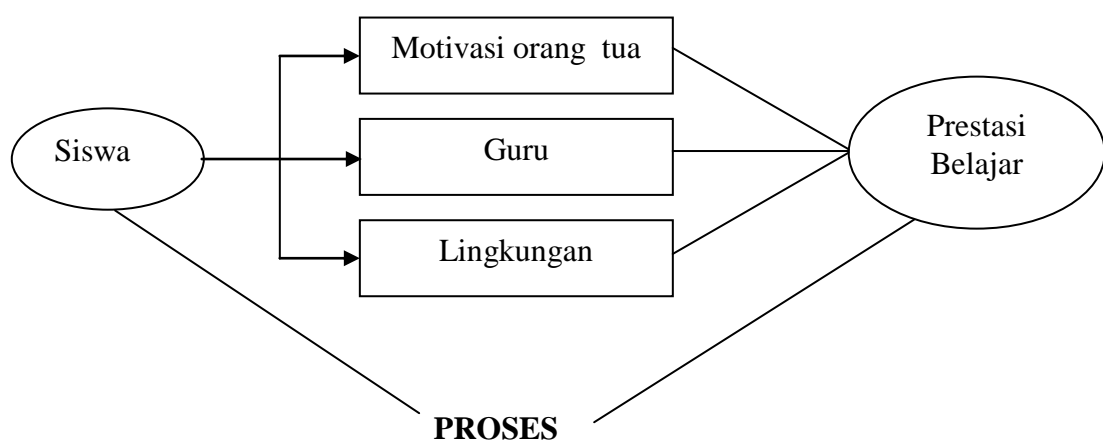 Motivasi orang tua
Siswa
Guru
Prestasi
Belajar
Lingkungan
PROSES